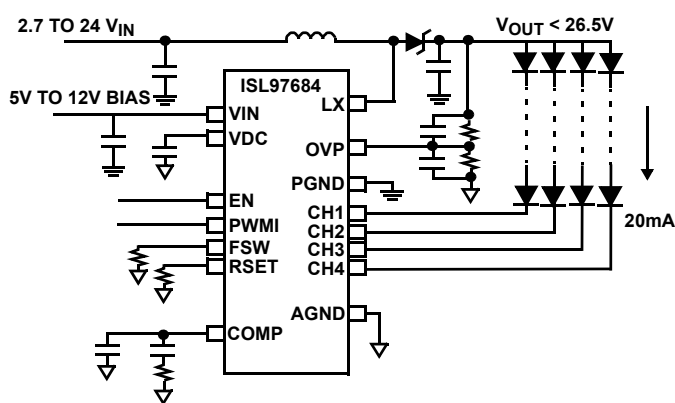 2.7 TO 24 VIN
VOUT < 26.5V
ISL97684
5V TO 12V BIAS
VIN
LX
VDC
OVP
PGND
EN
CH1
PWMI
CH2
20mA
FSW
CH3
RSET
CH4
AGND
COMP